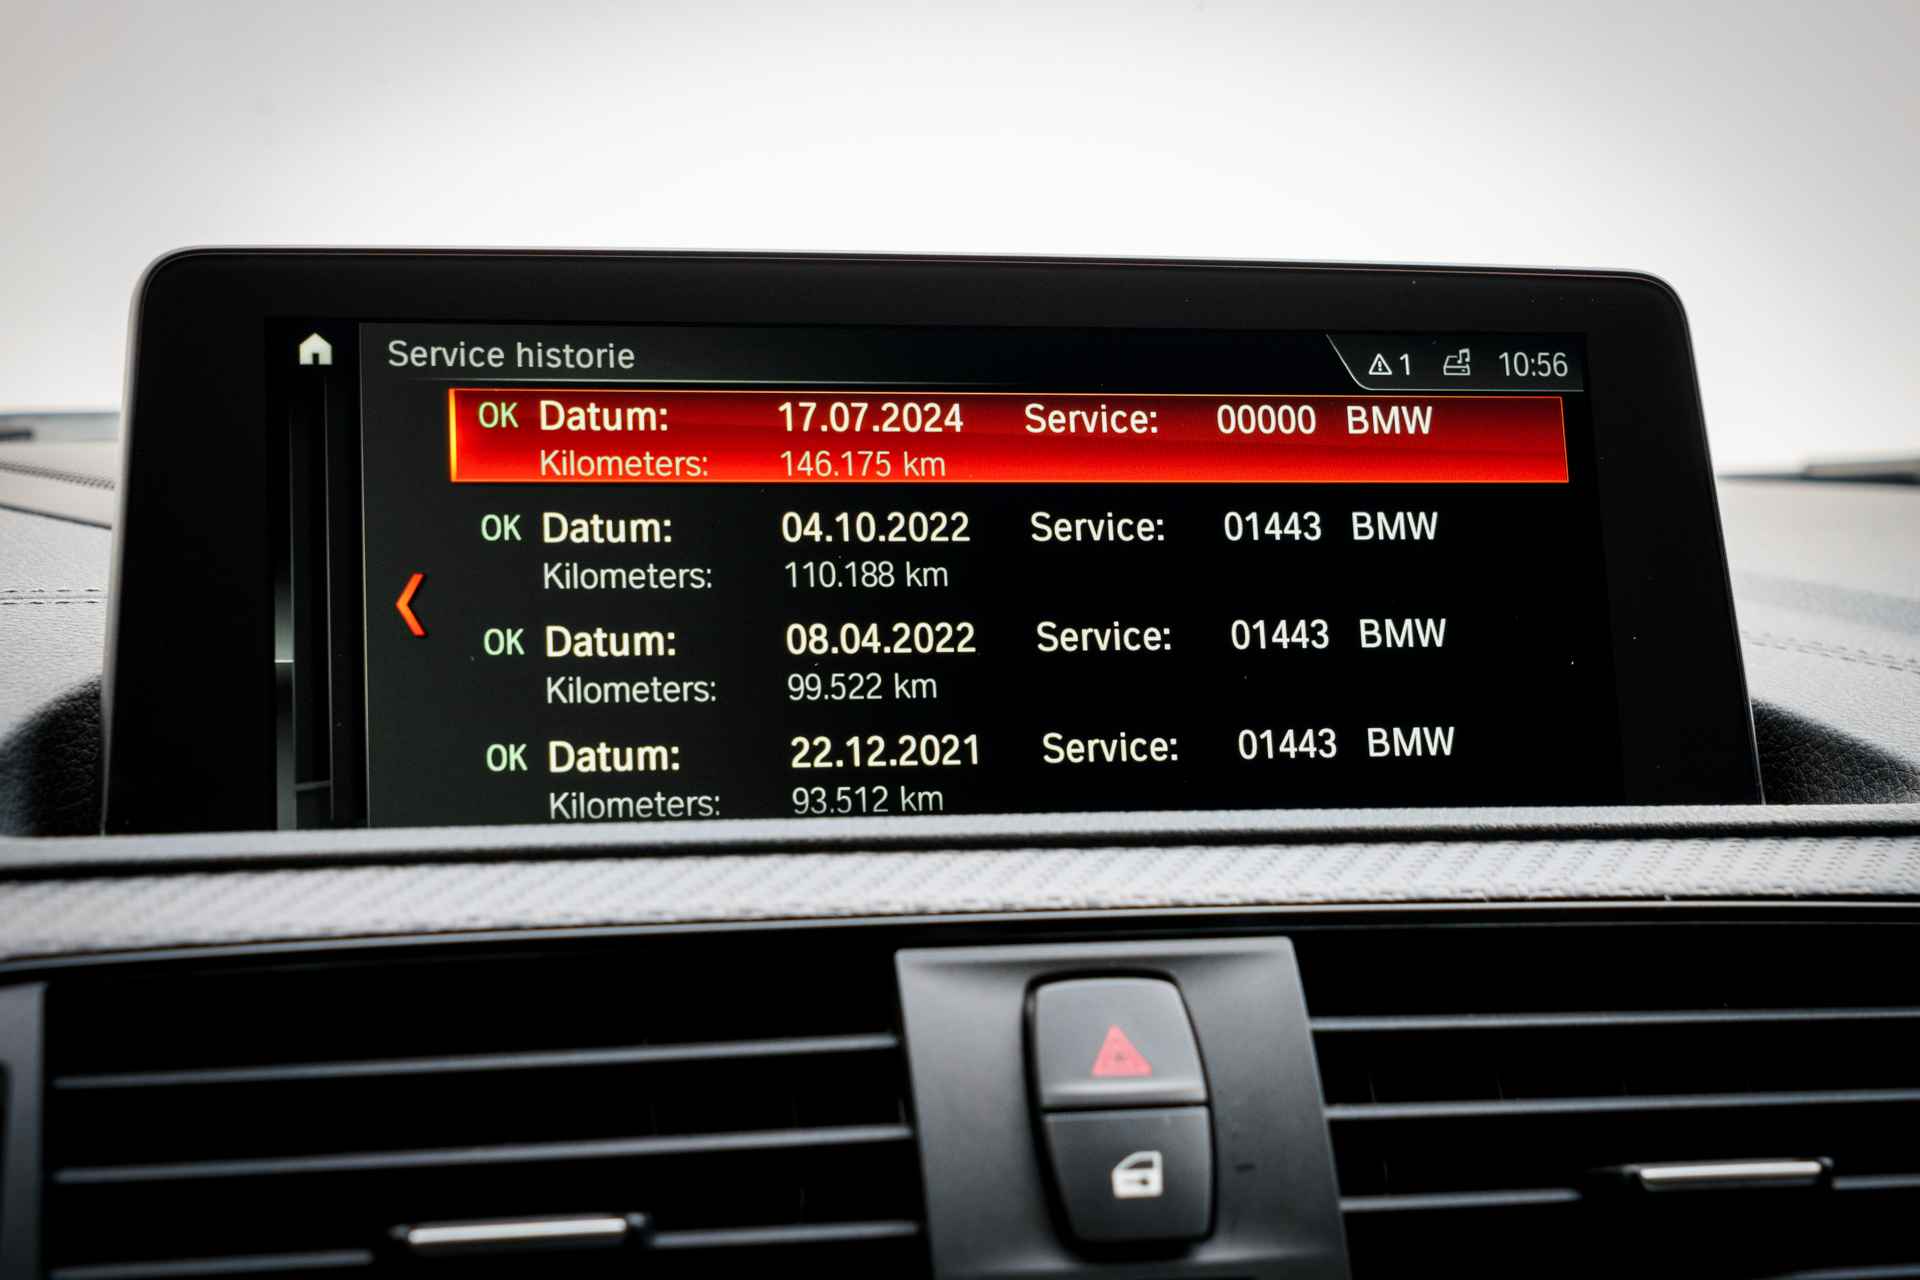 Service historie 1 10:56
OK Datum: 17.07.2024 Service: 00000 BMW
Kilometers: 146.175 km
OK Datum: 04.10.2022 Service: 01443 BMW
Kilometers: 110.188 km
OK Datum: 08.04.2022 Service: 01443 BMW
Kilometers: 99.522 km
OK Datum: 22.12.2021 Service: 01443 BMW
Kilometers: 93.512 km